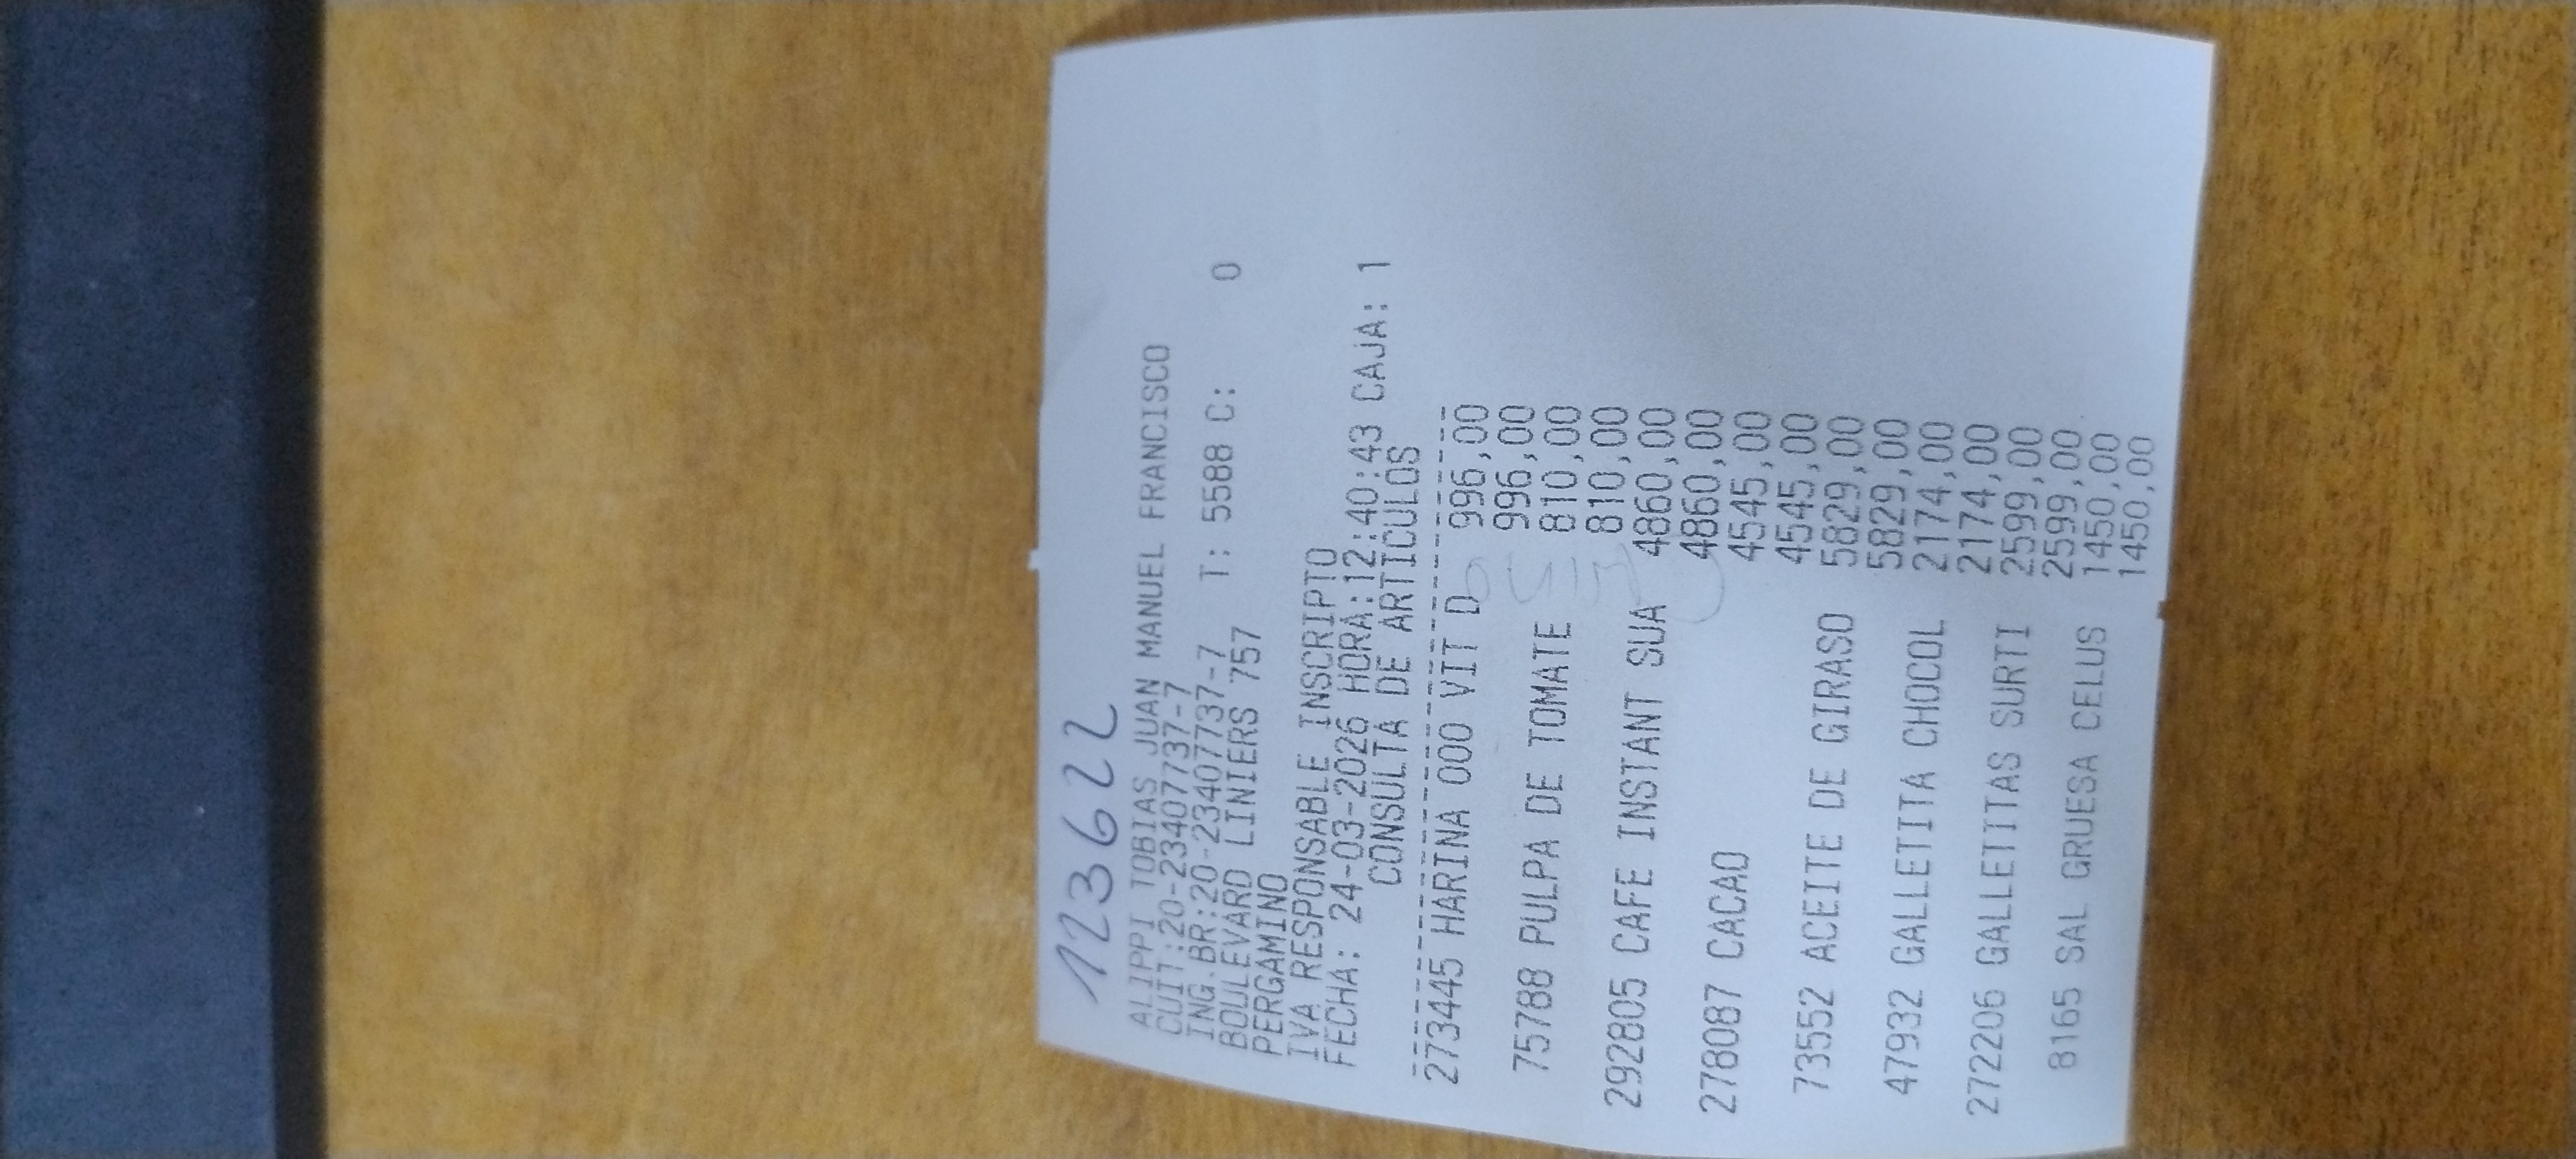 123622
ALIPPI TOBIAS JUAN MANUEL FRANCISCO
CUIT:20-23407737-7
ING.BR:20-23407737-7 T: 5588 C: 0
BOULEVARD LINIERS 757
PERGAMINO
IVA RESPONSABLE INSCRIPTO
FECHA: 24-03-2026 HORA:12:40:43 CAJA: 1
CONSULTA DE ARTICULOS
273445 HARINA 000 VIT D 996,00
996,00
75788 PULPA DE TOMATE 810,00
810,00
292805 CAFE INSTANT SUA 4860,00
4860,00
278087 CACAO 4545,00
4545,00
73552 ACEITE DE GIRASO 5829,00
5829,00
47932 GALLETITA CHOCOL 2174,00
2174,00
272206 GALLETITAS SURTI 2599,00
2599,00
8165 SAL GRUESA CELUS 1450,00
1450,00